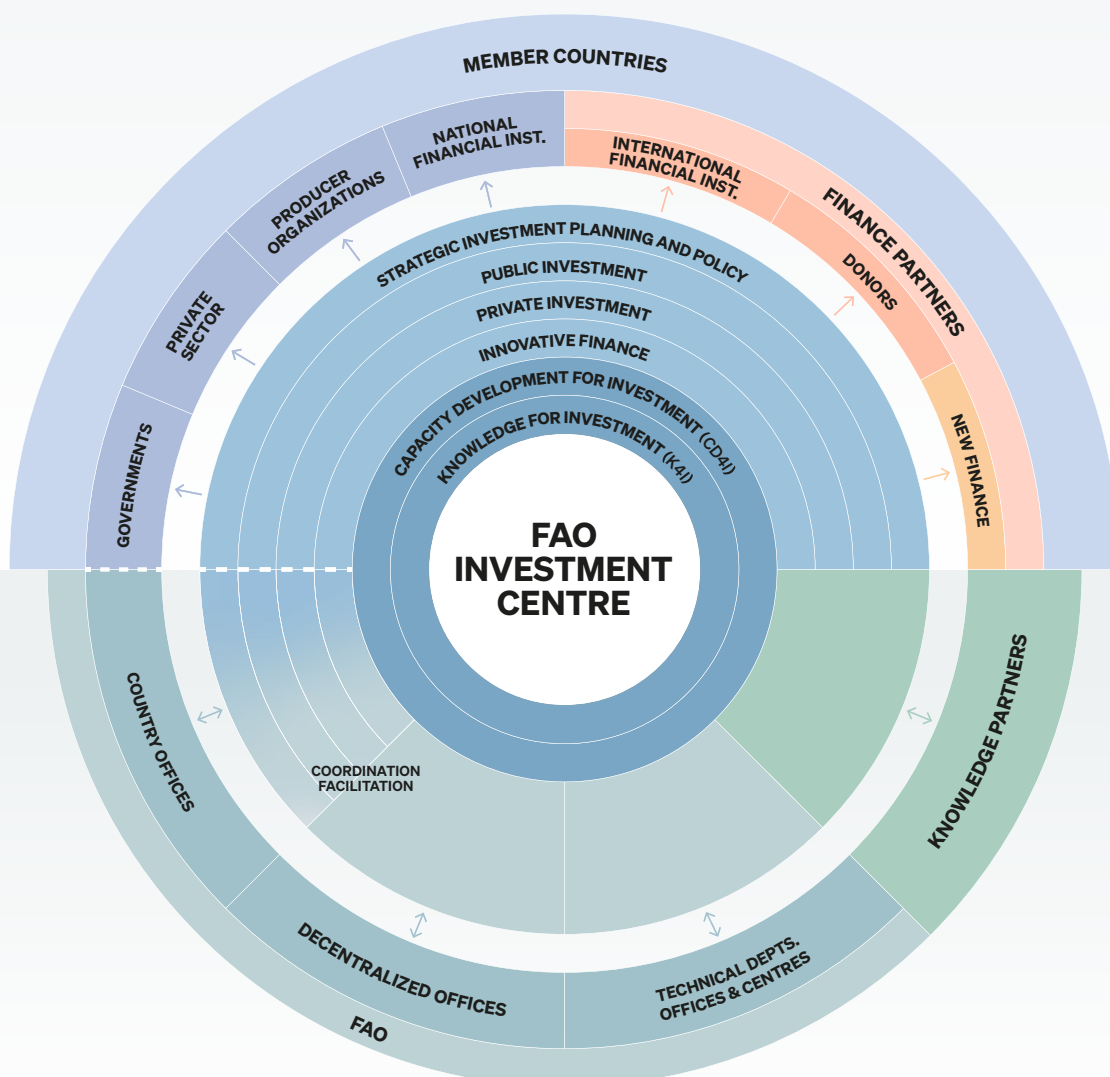 MEMBER COUNTRIES
NATIONAL
FINANCIAL INST.
INTERNATIONAL
FINANCIAL INST.
PRODUCER
ORGANIZATIONS
FINANCE PARTNERS
DONORS
PRIVATE
SECTOR
NEW FINANCE
GOVERNMENTS
STRATEGIC INVESTMENT PLANNING AND POLICY
PUBLIC INVESTMENT
PRIVATE INVESTMENT
INNOVATIVE FINANCE
CAPACITY DEVELOPMENT FOR INVESTMENT (CD4I)
KNOWLEDGE FOR INVESTMENT (K4I)
FAO
INVESTMENT
CENTRE
COUNTRY OFFICES
COORDINATION
FACILITATION
KNOWLEDGE PARTNERS
DECENTRALIZED OFFICES
TECHNICAL DEPTS.
OFFICES & CENTRES
FAO